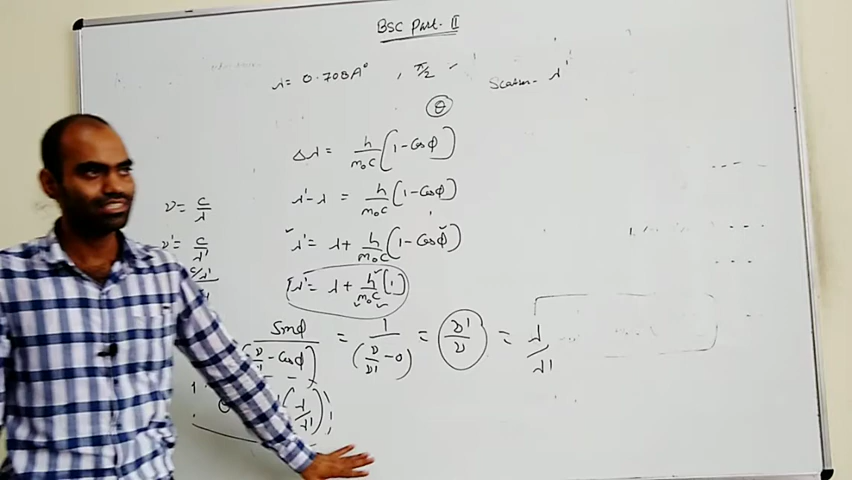 BSC Part-II
λ = 0.708A° , π/2
Scatter- λ'
θ
Δλ = h/m₀c (1-Cosϕ)
ν = c/λ
λ'-λ = h/m₀c (1-Cosϕ)
ν' = c/λ'
λ' = λ + h/m₀c (1-Cosϕ)
c/λ'
λ' = λ + h/m₀c [1)
Sinϕ/(ν/ν' - Cosϕ) = 1/(ν/ν' - 0) = ν'/ν = λ/λ'
θ (λ/λ')